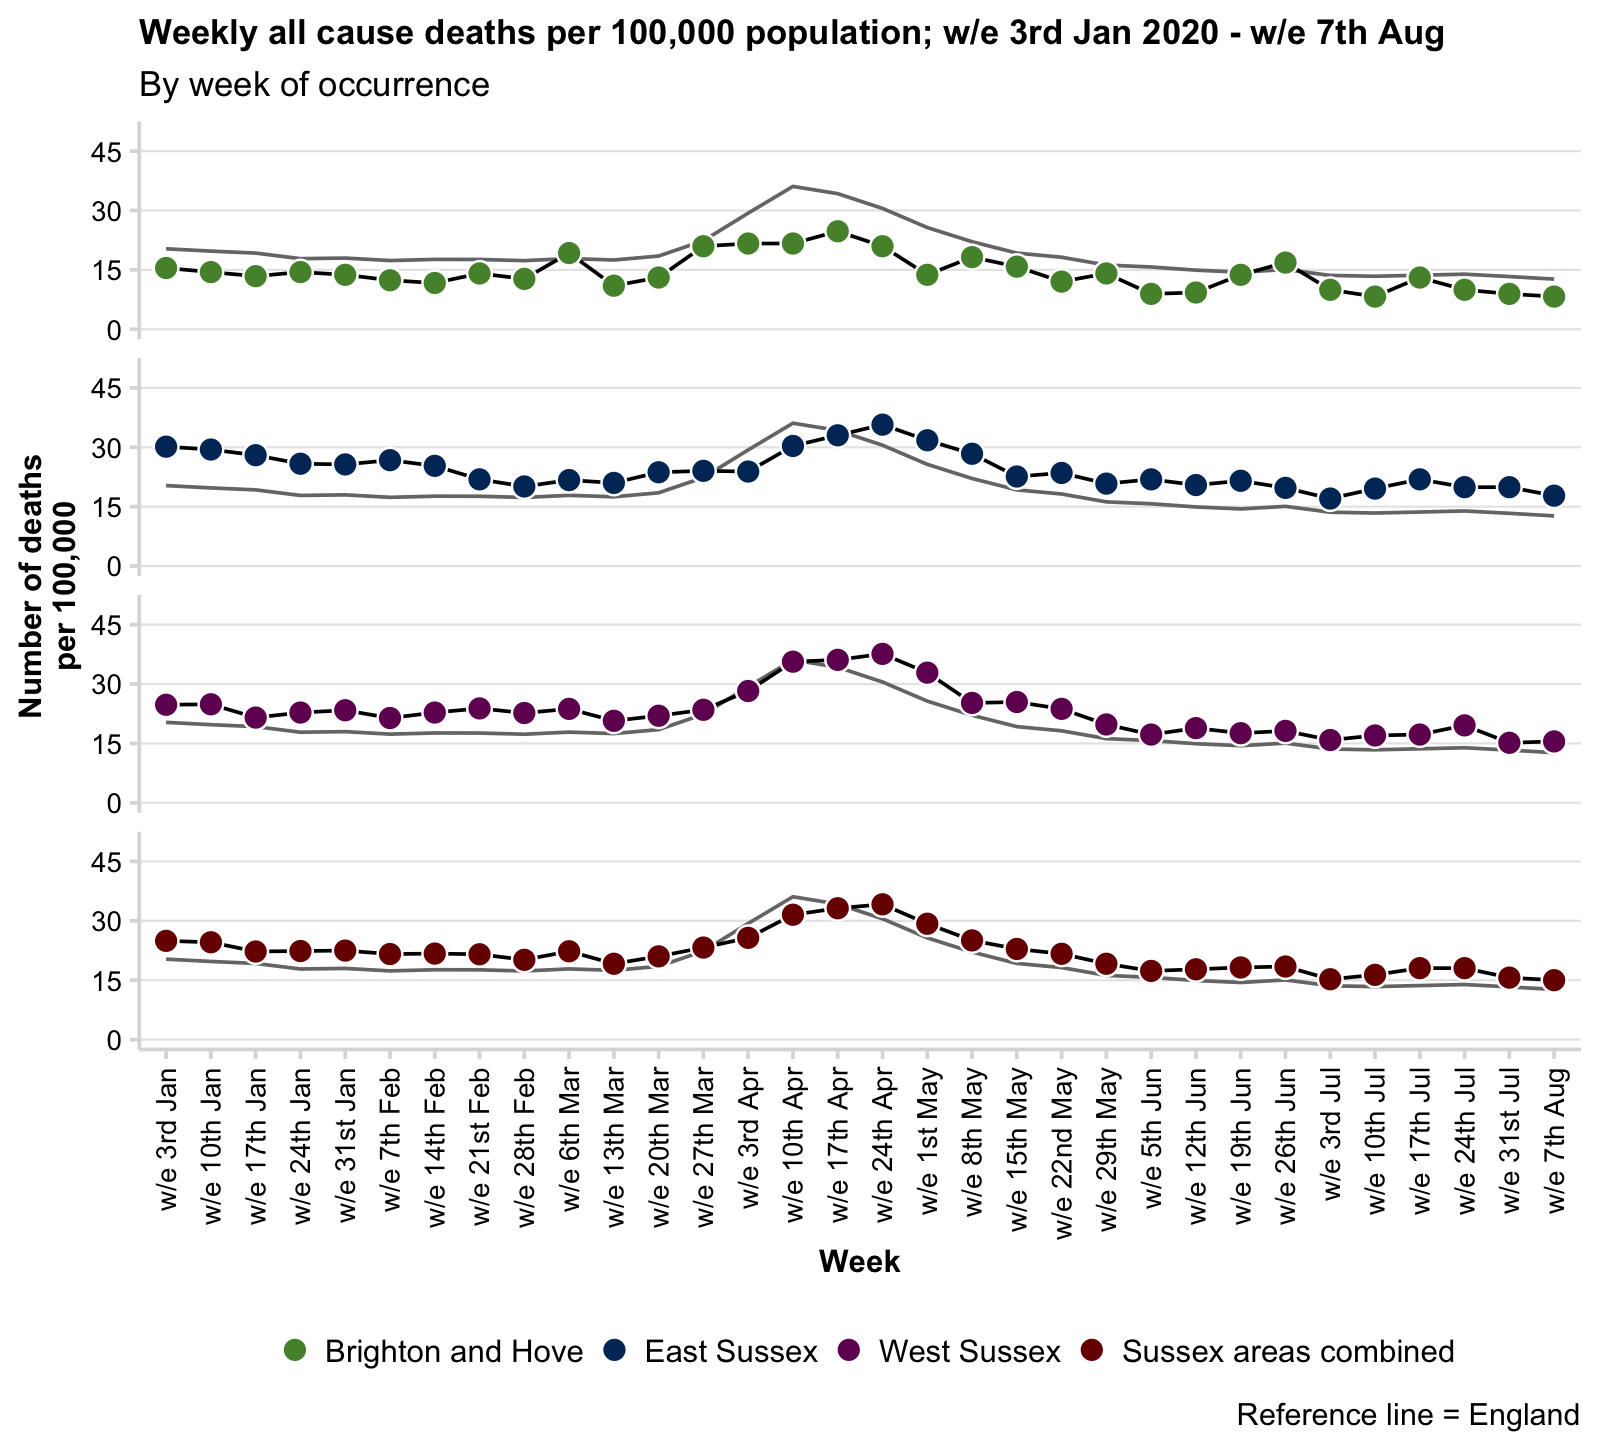 Weekly all cause deaths per 100,000 population; w/e 3rd Jan 2020 - w/e 7th Aug
By week of occurrence
Number of deaths
per 100,000
45
30
15
0
45
30
15
0
45
30
15
0
45
30
15
0
w/e 3rd Jan
w/e 10th Jan
w/e 17th Jan
w/e 24th Jan
w/e 31st Jan
w/e 7th Feb
w/e 14th Feb
w/e 21st Feb
w/e 28th Feb
w/e 6th Mar
w/e 13th Mar
w/e 20th Mar
w/e 27th Mar
w/e 3rd Apr
w/e 10th Apr
w/e 17th Apr
w/e 24th Apr
w/e 1st May
w/e 8th May
w/e 15th May
w/e 22nd May
w/e 29th May
w/e 5th Jun
w/e 12th Jun
w/e 19th Jun
w/e 26th Jun
w/e 3rd Jul
w/e 10th Jul
w/e 17th Jul
w/e 24th Jul
w/e 31st Jul
w/e 7th Aug
Week
Brighton and Hove East Sussex West Sussex Sussex areas combined
Reference line = England